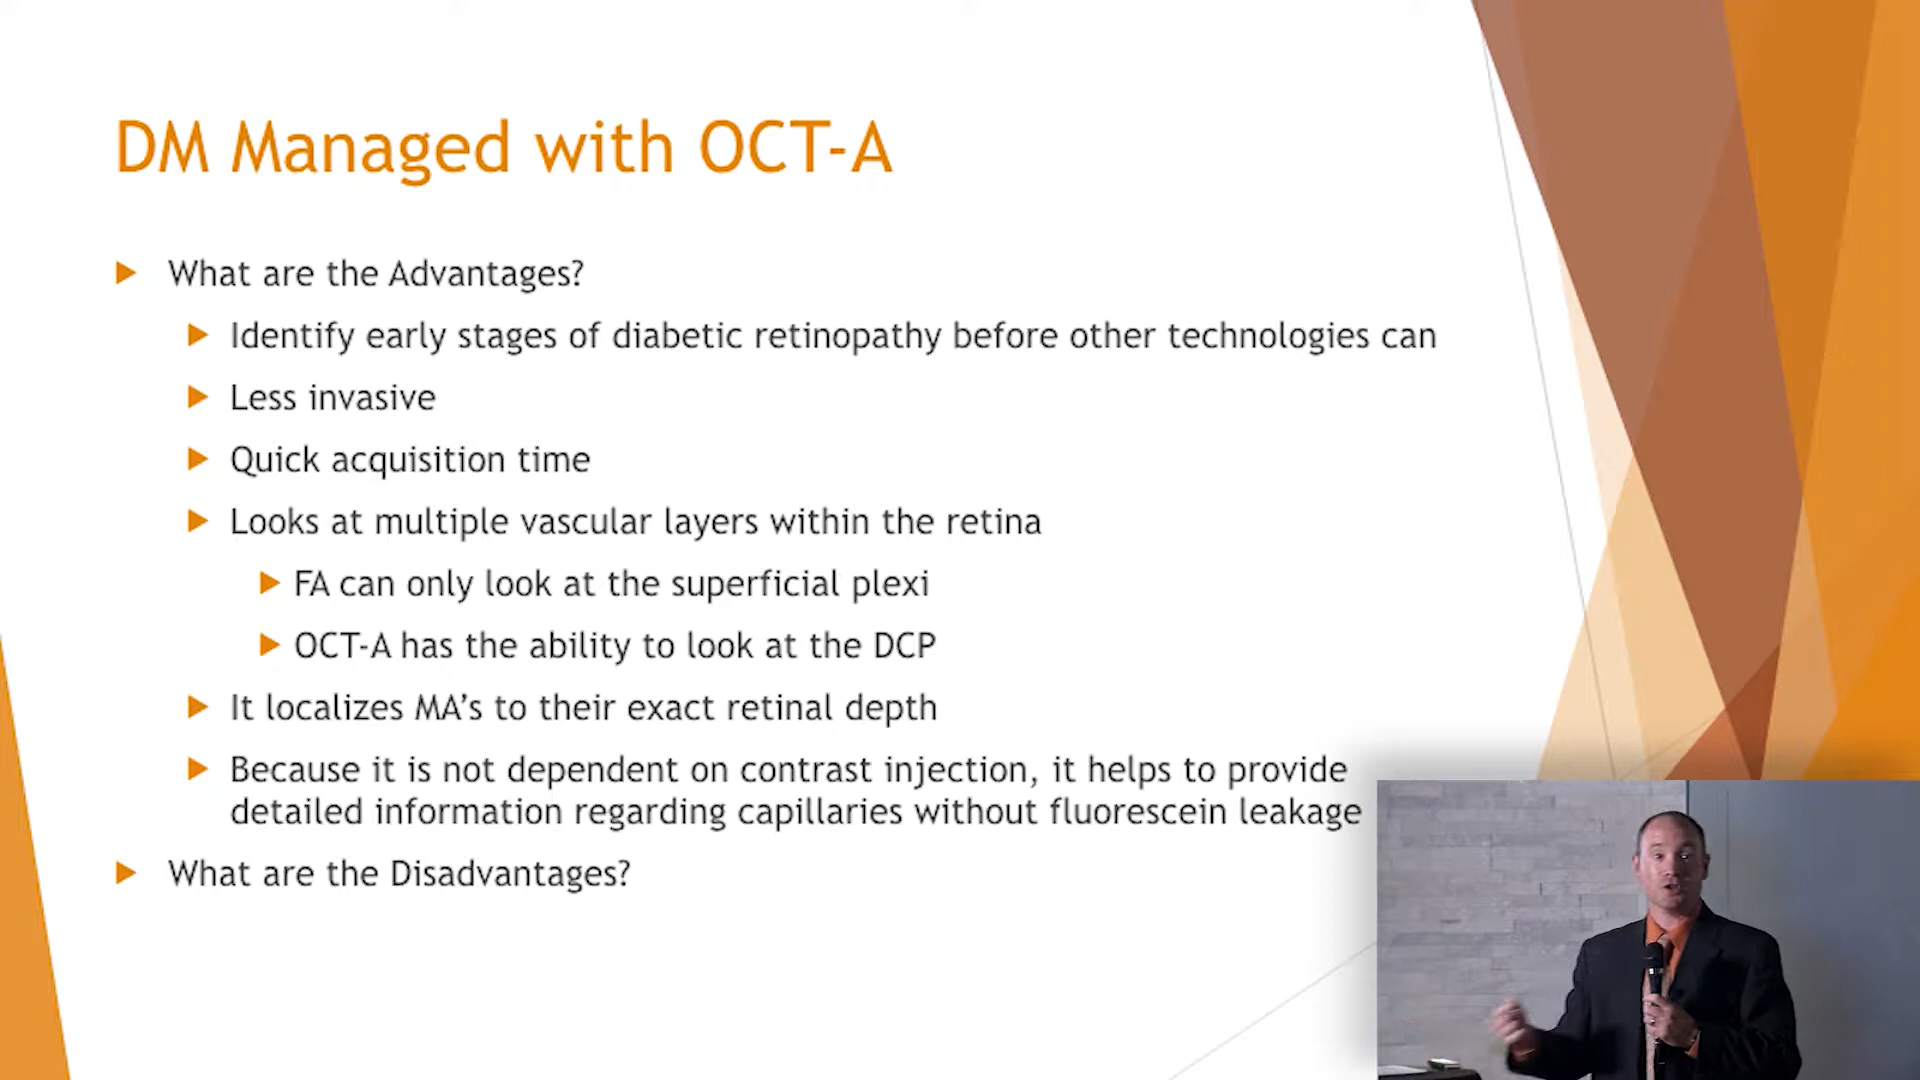 DM Managed with OCT-A
What are the Advantages?
Identify early stages of diabetic retinopathy before other technologies can
Less invasive
Quick acquisition time
Looks at multiple vascular layers within the retina
FA can only look at the superficial plexi
OCT-A has the ability to look at the DCP
It localizes MA's to their exact retinal depth
Because it is not dependent on contrast injection, it helps to provide
detailed information regarding capillaries without fluorescein leakage
What are the Disadvantages?